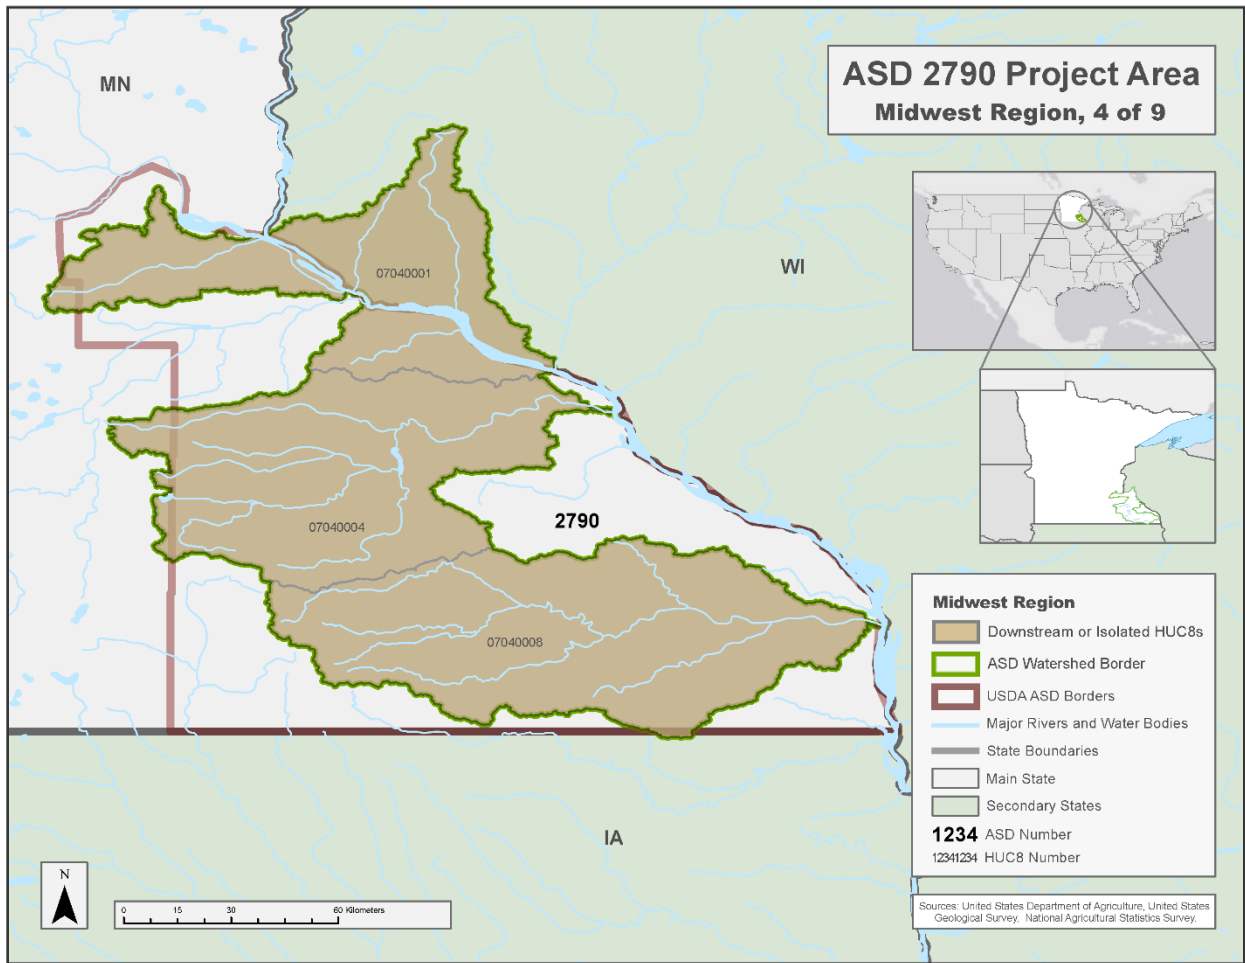 MN
ASD 2790 Project Area
Midwest Region, 4 of 9
WI
07040001
2790
07040004
07040008
IA
Midwest Region
Downstream or Isolated HUC8s
ASD Watershed Border
USDA ASD Borders
Major Rivers and Water Bodies
State Boundaries
Main State
Secondary States
1234 ASD Number
12341234 HUC8 Number
N
0 15 30 60 Kilometers
Sources: United States Department of Agriculture, United States
Geological Survey, National Agricultural Statistics Survey.